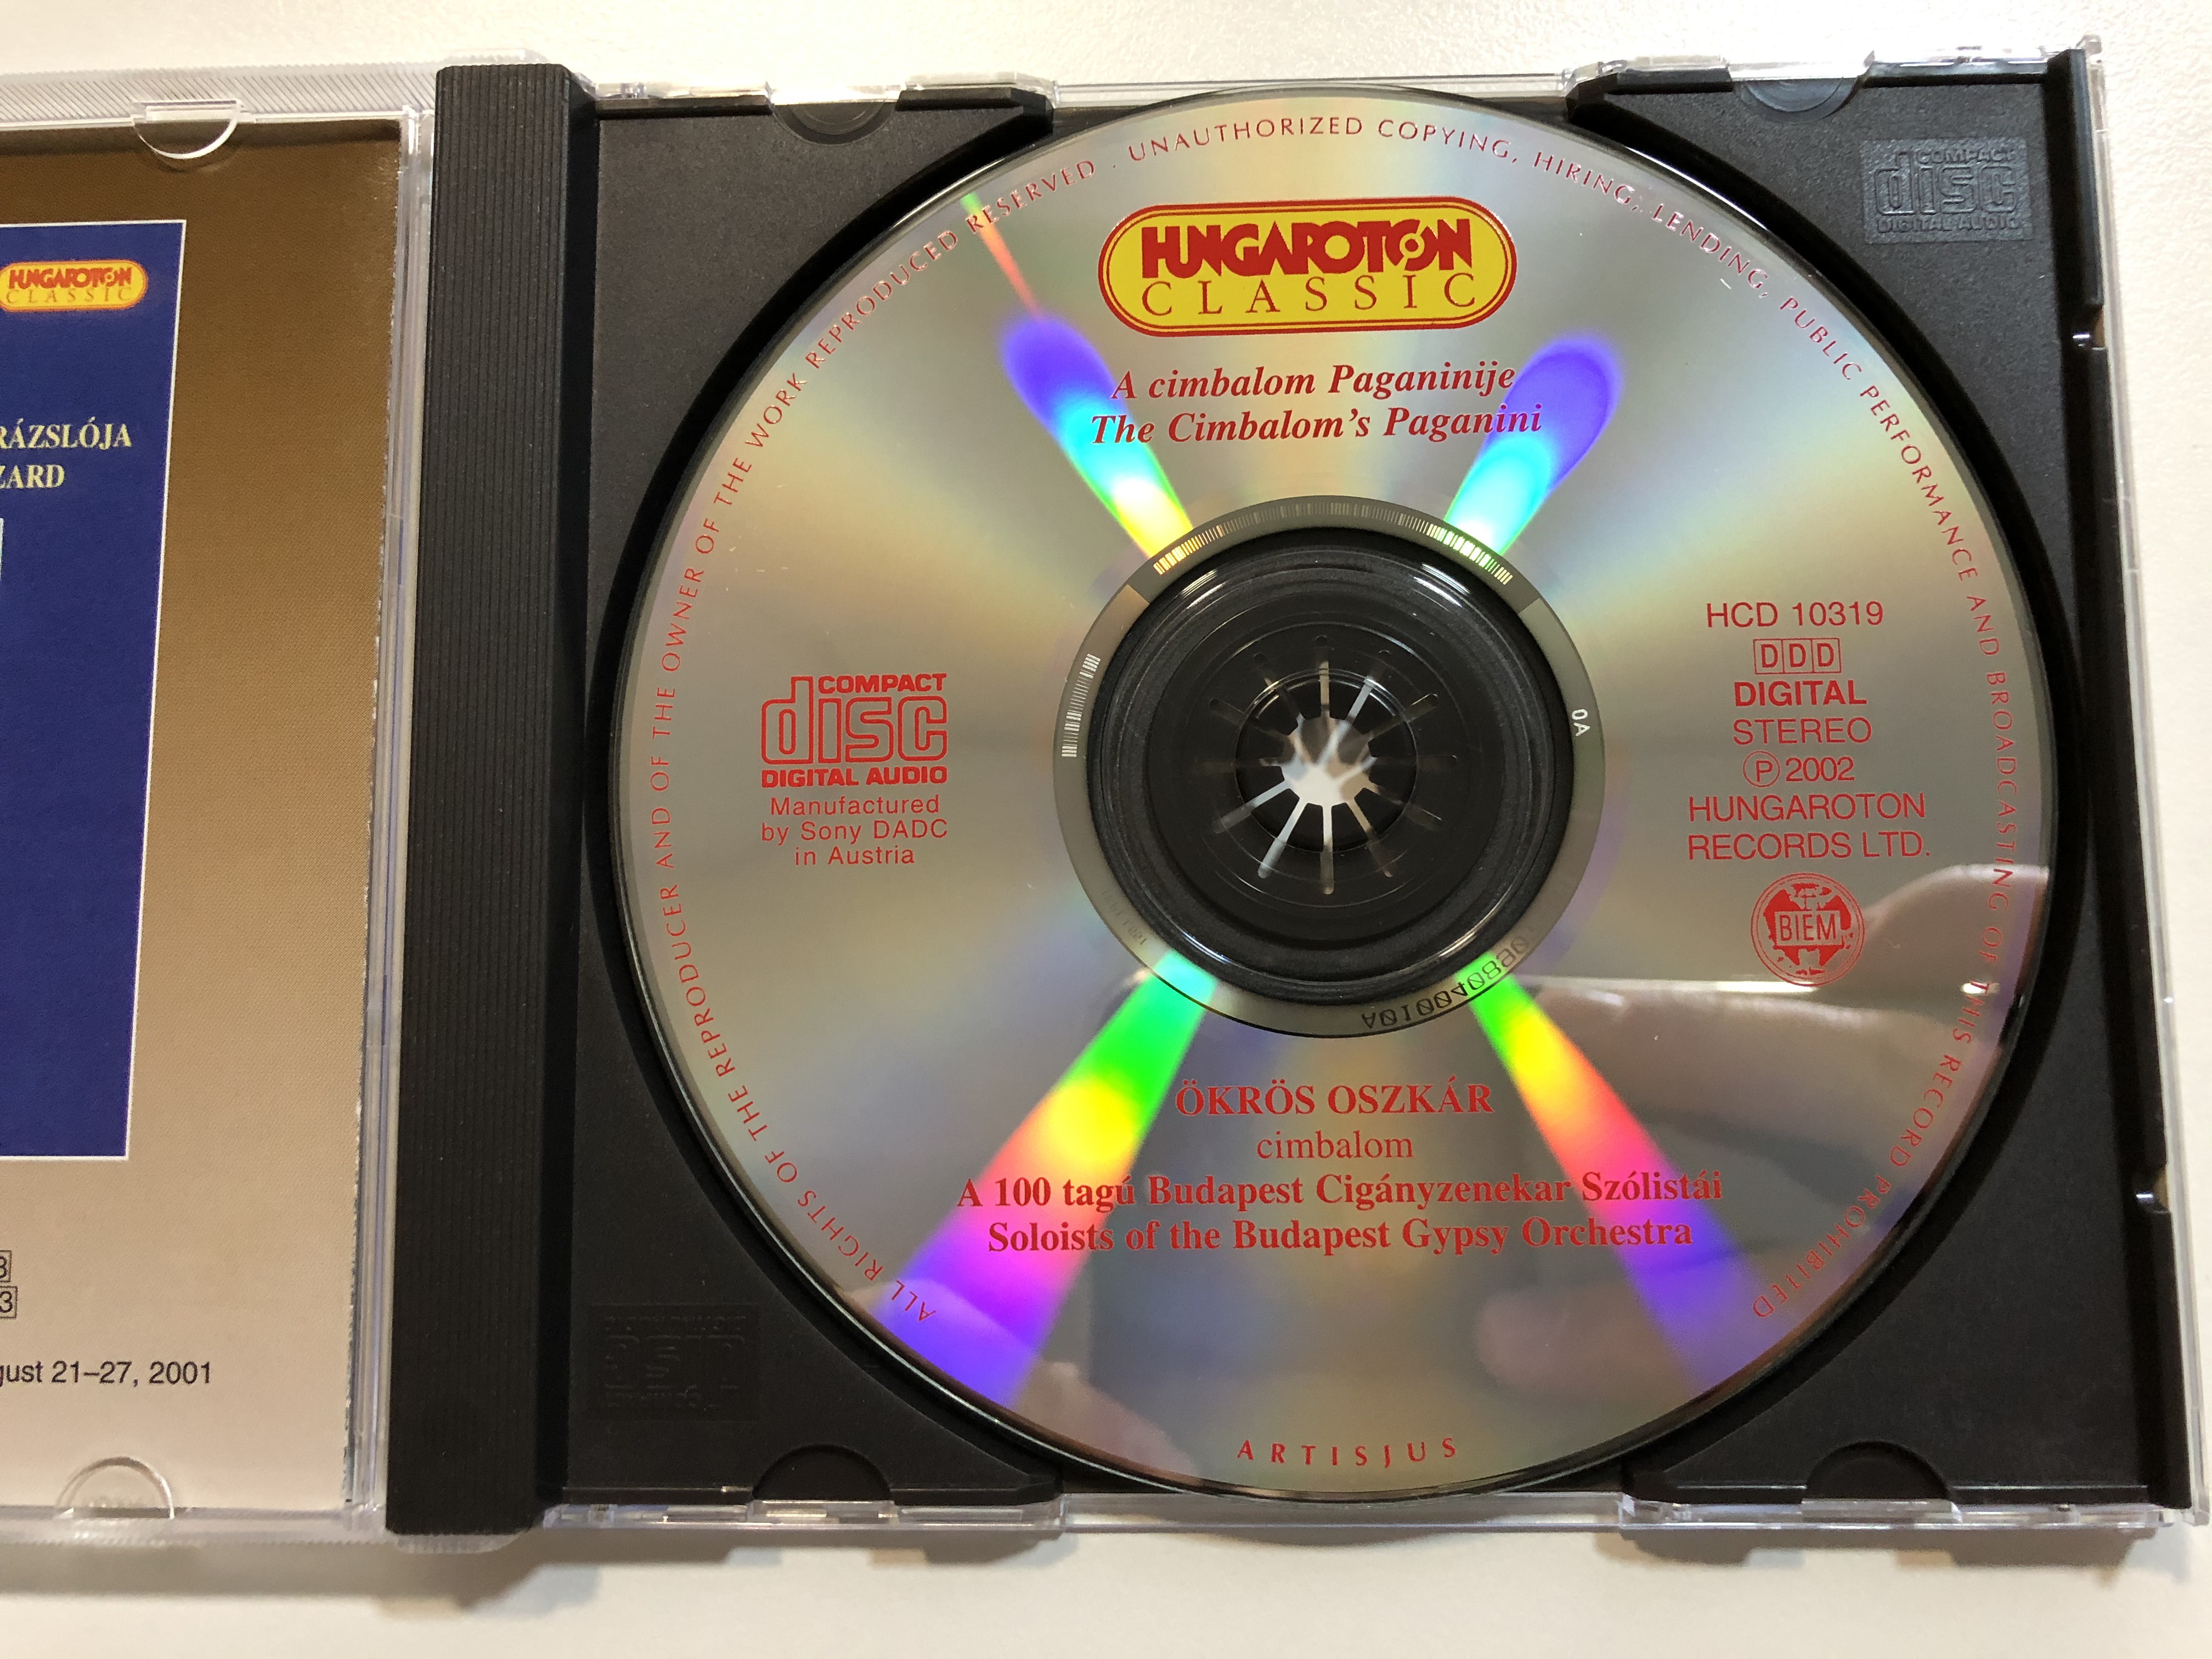 HUNGAROTON
CLASSIC
RÁZSLÓJA
ZARD
gust 21–27, 2001
ALL RIGHTS OF THE REPRODUCER AND OF THE OWNER OF THE WORK REPRODUCED RESERVED . UNAUTHORIZED COPYING, HIRING, LENDING, PUBLIC PERFORMANCE AND BROADCASTING OF THIS RECORD PROHIBITED
HUNGAROTON
CLASSIC
A cimbalom Paganinije
The Cimbalom's Paganini
COMPACT
disc
DIGITAL AUDIO
Manufactured
by Sony DADC
in Austria
HCD 10319
DDD
DIGITAL
STEREO
Ⓟ 2002
HUNGAROTON
RECORDS LTD.
BIEM
0A
ÖKRÖS OSZKÁR
cimbalom
A 100 tagú Budapest Cigányzenekar Szólistái
Soloists of the Budapest Gypsy Orchestra
ARTISJUS
COMPACT
disc
DIGITAL AUDIO